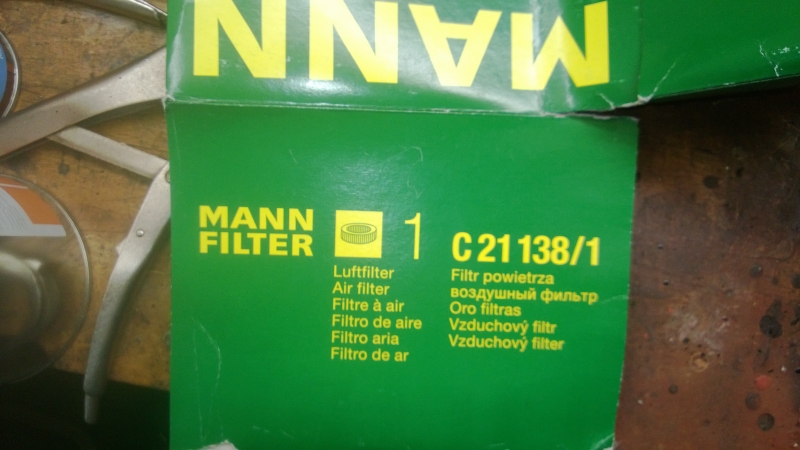 MANN
MANN
FILTER
1
C 21 138/1
Luftfilter
Air filter
Filtre à air
Filtro de aire
Filtro aria
Filtro de ar
Filtr powietrza
воздушный фильтр
Oro filtras
Vzduchový filtr
Vzduchový filter